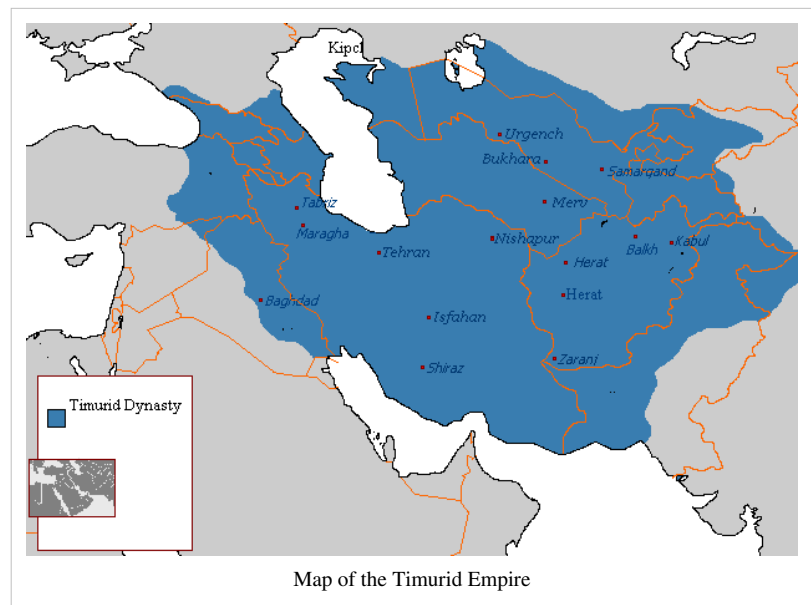 Kipcl
Urgench
Bukhara
Samarqand
Tabriz
Merv
Maragha
Nishapur
Tehran
Balkh
Kabul
Herat
Baghdad
Herat
Isfahan
Shiraz
Zaranj
Timurid Dynasty
Map of the Timurid Empire